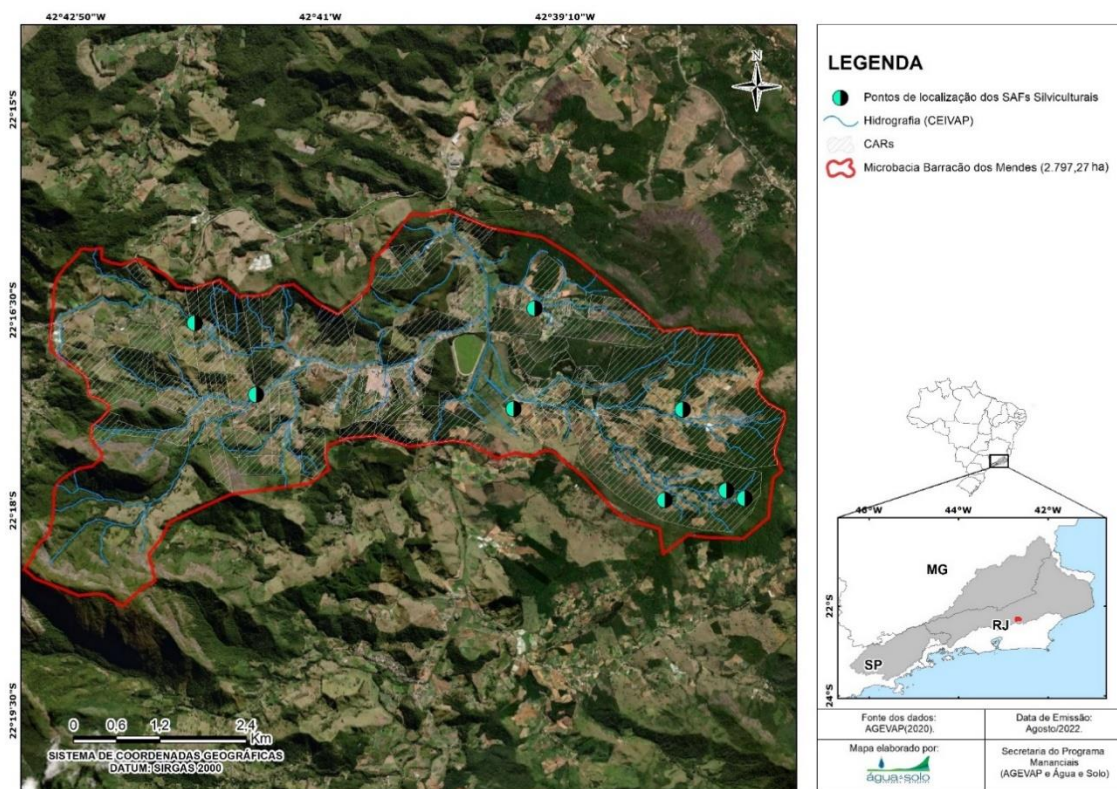 42°42'50"W
42°41'W
42°39'10"W
22°15'S
22°16'30"S
22°18'S
22°19'30"S
N
0 0,6 1,2 2,4
Km
SISTEMA DE COORDENADAS GEOGRÁFICAS
DATUM: SIRGAS 2000
LEGENDA
Pontos de localização dos SAFs Silviculturais
Hidrografia (CEIVAP)
CARs
Microbacia Barracão dos Mendes (2.797,27 ha)
46°W
44°W
42°W
MG
RJ
SP
22°S
24°S
Fonte dos dados:
AGEVAP(2020).
Data de Emissão:
Agosto/2022.
Mapa elaborado por:
água e solo
Secretaria do Programa
Mananciais
(AGEVAP e Água e Solo)